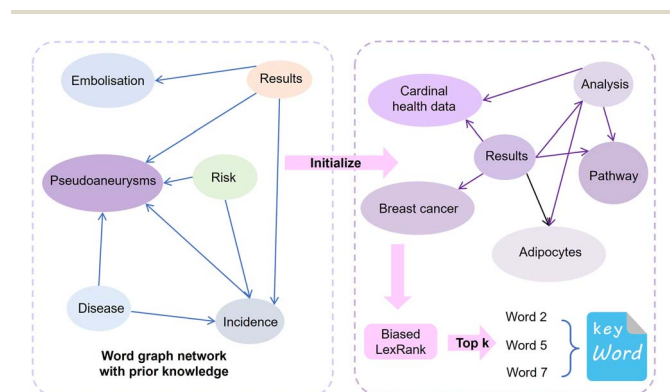 Embolisation
Results
Pseudoaneurysms
Risk
Disease
Incidence
Word graph network
with prior knowledge
Initialize
Cardinal
health data
Analysis
Results
Pathway
Breast cancer
Adipocytes
Biased
LexRank
Top k
Word 2
Word 5
Word 7
key
Word